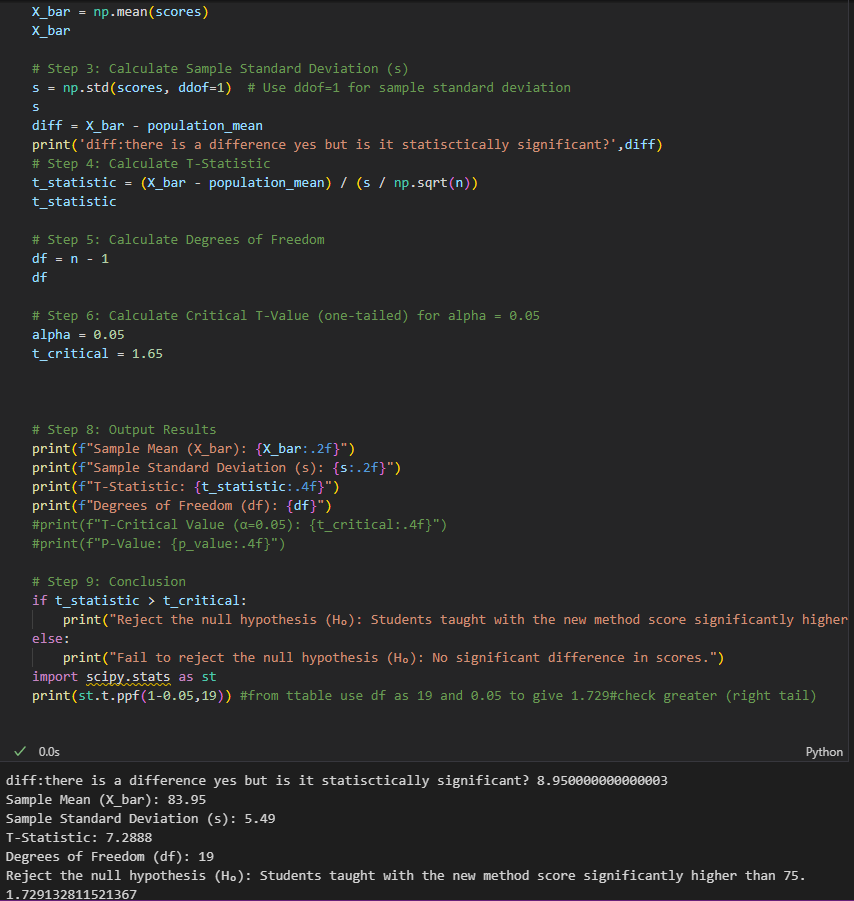 X_bar = np.mean(scores)
X_bar
# Step 3: Calculate Sample Standard Deviation (s)
s = np.std(scores, ddof=1)  # Use ddof=1 for sample standard deviation
s
diff = X_bar - population_mean
print('diff:there is a difference yes but is it statisctically significant?',diff)
# Step 4: Calculate T-Statistic
t_statistic = (X_bar - population_mean) / (s / np.sqrt(n))
t_statistic
# Step 5: Calculate Degrees of Freedom
df = n - 1
df
# Step 6: Calculate Critical T-Value (one-tailed) for alpha = 0.05
alpha = 0.05
t_critical = 1.65
# Step 8: Output Results
print(f"Sample Mean (X_bar): {X_bar:.2f}")
print(f"Sample Standard Deviation (s): {s:.2f}")
print(f"T-Statistic: {t_statistic:.4f}")
print(f"Degrees of Freedom (df): {df}")
#print(f"T-Critical Value (α=0.05): {t_critical:.4f}")
#print(f"P-Value: {p_value:.4f}")
# Step 9: Conclusion
if t_statistic > t_critical:
    print("Reject the null hypothesis (H₀): Students taught with the new method score significantly higher
else:
    print("Fail to reject the null hypothesis (H₀): No significant difference in scores.")
import scipy.stats as st
print(st.t.ppf(1-0.05,19)) #from ttable use df as 19 and 0.05 to give 1.729#check greater (right tail)
0.0s
Python
diff:there is a difference yes but is it statisctically significant? 8.950000000000003
Sample Mean (X_bar): 83.95
Sample Standard Deviation (s): 5.49
T-Statistic: 7.2888
Degrees of Freedom (df): 19
Reject the null hypothesis (H₀): Students taught with the new method score significantly higher than 75.
1.729132811521367